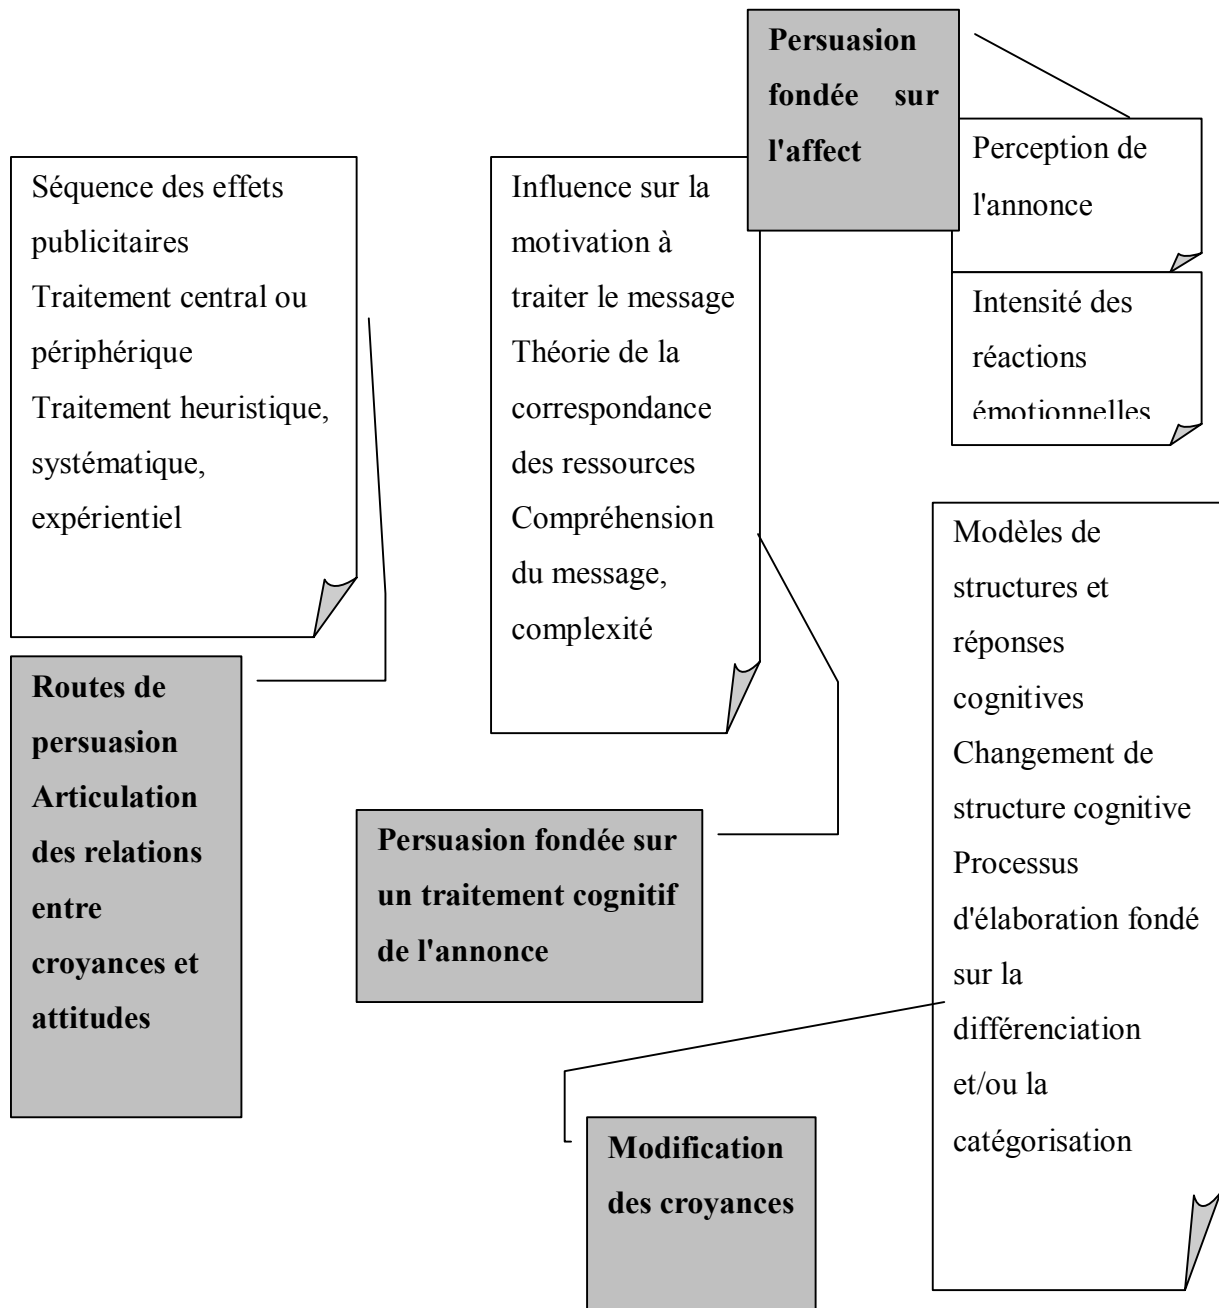 Persuasion
fondée sur
l'affect
Perception de
l'annonce
Intensité des
réactions
émotionnelles
Séquence des effets
publicitaires
Traitement central ou
périphérique
Traitement heuristique,
systématique,
expérientiel
Influence sur la
motivation à
traiter le message
Théorie de la
correspondance
des ressources
Compréhension
du message,
complexité
Modèles de
structures et
réponses
cognitives
Changement de
structure cognitive
Processus
d'élaboration fondé
sur la
différenciation
et/ou la
catégorisation
Routes de
persuasion
Articulation
des relations
entre
croyances et
attitudes
Persuasion fondée sur
un traitement cognitif
de l'annonce
Modification
des croyances